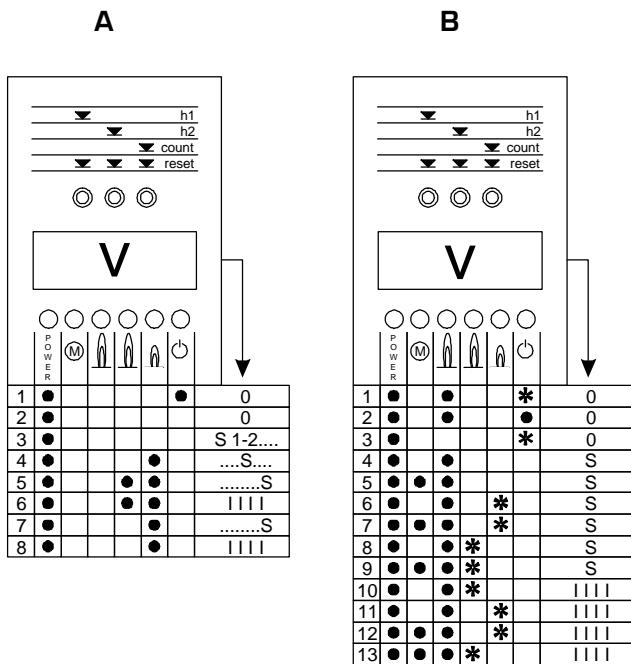 A
h1
h2
count
reset
V
POWER
M
1 0
2 0
3 S 1-2....
4 ....S....
5 ........S
6 I I I I
7 ........S
8 I I I I
B
h1
h2
count
reset
V
POWER
M
1 0
2 0
3 0
4 S
5 S
6 S
7 S
8 S
9 S
10 I I I I
11 I I I I
12 I I I I
13 I I I I